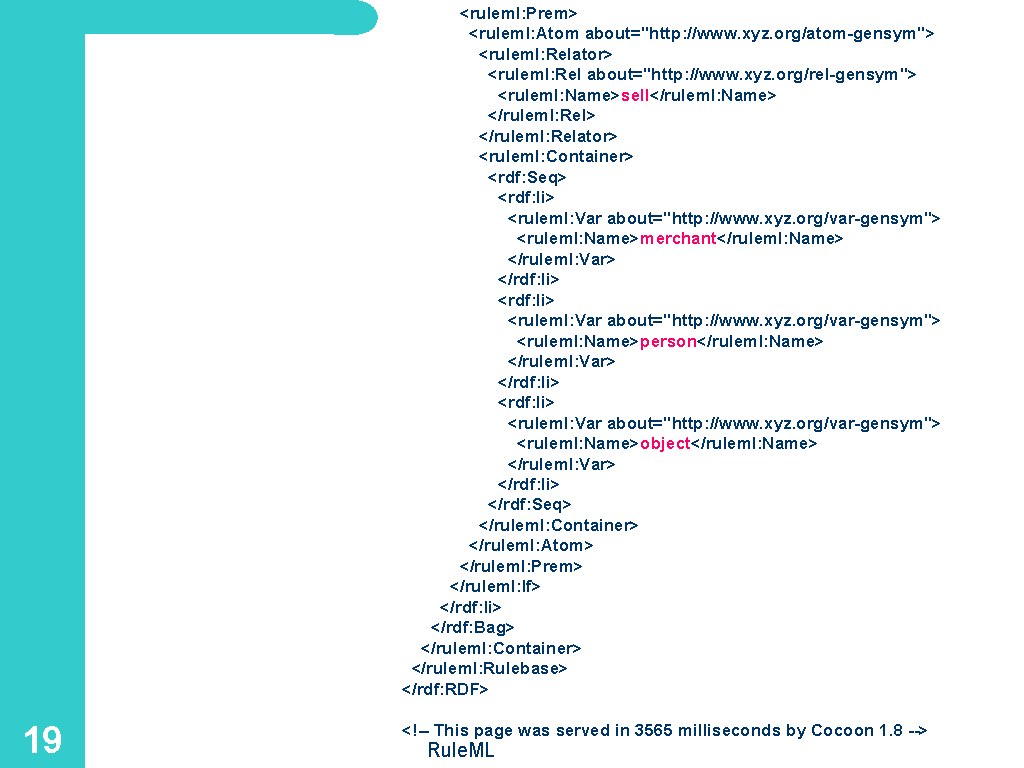 <ruleml:Prem>
<ruleml:Atom about="http://www.xyz.org/atom-gensym">
<ruleml:Relator>
<ruleml:Rel about="http://www.xyz.org/rel-gensym">
<ruleml:Name>sell</ruleml:Name>
</ruleml:Rel>
</ruleml:Relator>
<ruleml:Container>
<rdf:Seq>
<rdf:li>
<ruleml:Var about="http://www.xyz.org/var-gensym">
<ruleml:Name>merchant</ruleml:Name>
</ruleml:Var>
</rdf:li>
<rdf:li>
<ruleml:Var about="http://www.xyz.org/var-gensym">
<ruleml:Name>person</ruleml:Name>
</ruleml:Var>
</rdf:li>
<rdf:li>
<ruleml:Var about="http://www.xyz.org/var-gensym">
<ruleml:Name>object</ruleml:Name>
</ruleml:Var>
</rdf:li>
</rdf:Seq>
</ruleml:Container>
</ruleml:Atom>
</ruleml:Prem>
</ruleml:If>
</rdf:li>
</rdf:Bag>
</ruleml:Container>
</ruleml:Rulebase>
</rdf:RDF>
<!-- This page was served in 3565 milliseconds by Cocoon 1.8 -->
RuleML
19